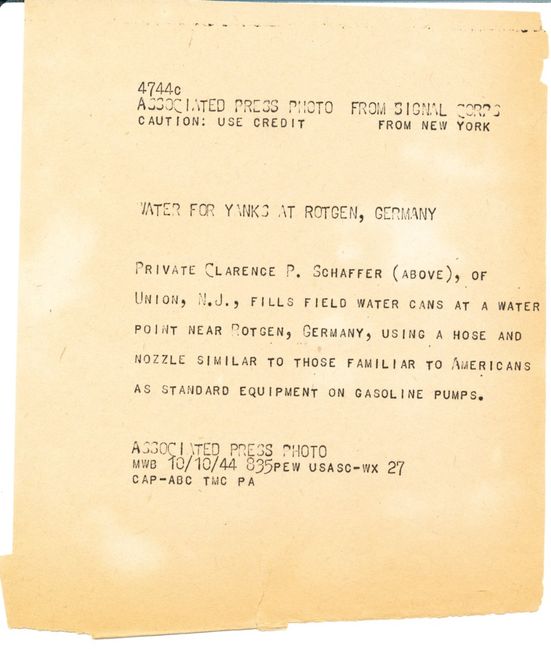 4744c
ASSOCIATED PRESS PHOTO FROM SIGNAL CORPS
CAUTION: USE CREDIT FROM NEW YORK
WATER FOR YANKS AT ROTGEN, GERMANY
PRIVATE CLARENCE P. SCHAFFER (ABOVE), OF
UNION, N.J., FILLS FIELD WATER CANS AT A WATER
POINT NEAR ROTGEN, GERMANY, USING A HOSE AND
NOZZLE SIMILAR TO THOSE FAMILIAR TO AMERICANS
AS STANDARD EQUIPMENT ON GASOLINE PUMPS.
ASSOCIATED PRESS PHOTO
MWB 10/10/44 835PEW USASC-WX 27
CAP-ABC TMC PA